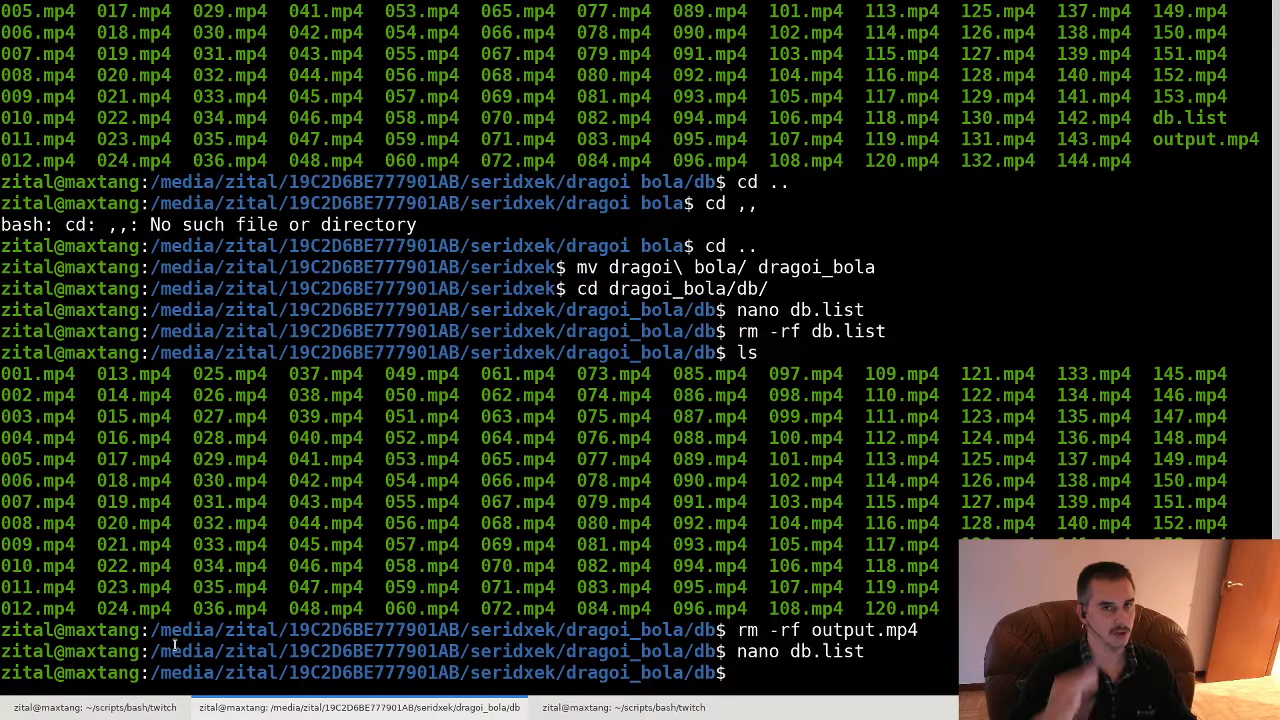 005.mp4 017.mp4 029.mp4 041.mp4 053.mp4 065.mp4 077.mp4 089.mp4 101.mp4 113.mp4 125.mp4 137.mp4 149.mp4
006.mp4 018.mp4 030.mp4 042.mp4 054.mp4 066.mp4 078.mp4 090.mp4 102.mp4 114.mp4 126.mp4 138.mp4 150.mp4
007.mp4 019.mp4 031.mp4 043.mp4 055.mp4 067.mp4 079.mp4 091.mp4 103.mp4 115.mp4 127.mp4 139.mp4 151.mp4
008.mp4 020.mp4 032.mp4 044.mp4 056.mp4 068.mp4 080.mp4 092.mp4 104.mp4 116.mp4 128.mp4 140.mp4 152.mp4
009.mp4 021.mp4 033.mp4 045.mp4 057.mp4 069.mp4 081.mp4 093.mp4 105.mp4 117.mp4 129.mp4 141.mp4 153.mp4
010.mp4 022.mp4 034.mp4 046.mp4 058.mp4 070.mp4 082.mp4 094.mp4 106.mp4 118.mp4 130.mp4 142.mp4 db.list
011.mp4 023.mp4 035.mp4 047.mp4 059.mp4 071.mp4 083.mp4 095.mp4 107.mp4 119.mp4 131.mp4 143.mp4 output.mp4
012.mp4 024.mp4 036.mp4 048.mp4 060.mp4 072.mp4 084.mp4 096.mp4 108.mp4 120.mp4 132.mp4 144.mp4
zital@maxtang:/media/zital/19C2D6BE777901AB/seridxek/dragoi bola/db$ cd ..
zital@maxtang:/media/zital/19C2D6BE777901AB/seridxek/dragoi bola$ cd ,,
bash: cd: ,,: No such file or directory
zital@maxtang:/media/zital/19C2D6BE777901AB/seridxek/dragoi bola$ cd ..
zital@maxtang:/media/zital/19C2D6BE777901AB/seridxek$ mv dragoi\ bola/ dragoi_bola
zital@maxtang:/media/zital/19C2D6BE777901AB/seridxek$ cd dragoi_bola/db/
zital@maxtang:/media/zital/19C2D6BE777901AB/seridxek/dragoi_bola/db$ nano db.list
zital@maxtang:/media/zital/19C2D6BE777901AB/seridxek/dragoi_bola/db$ rm -rf db.list
zital@maxtang:/media/zital/19C2D6BE777901AB/seridxek/dragoi_bola/db$ ls
001.mp4 013.mp4 025.mp4 037.mp4 049.mp4 061.mp4 073.mp4 085.mp4 097.mp4 109.mp4 121.mp4 133.mp4 145.mp4
002.mp4 014.mp4 026.mp4 038.mp4 050.mp4 062.mp4 074.mp4 086.mp4 098.mp4 110.mp4 122.mp4 134.mp4 146.mp4
003.mp4 015.mp4 027.mp4 039.mp4 051.mp4 063.mp4 075.mp4 087.mp4 099.mp4 111.mp4 123.mp4 135.mp4 147.mp4
004.mp4 016.mp4 028.mp4 040.mp4 052.mp4 064.mp4 076.mp4 088.mp4 100.mp4 112.mp4 124.mp4 136.mp4 148.mp4
005.mp4 017.mp4 029.mp4 041.mp4 053.mp4 065.mp4 077.mp4 089.mp4 101.mp4 113.mp4 125.mp4 137.mp4 149.mp4
006.mp4 018.mp4 030.mp4 042.mp4 054.mp4 066.mp4 078.mp4 090.mp4 102.mp4 114.mp4 126.mp4 138.mp4 150.mp4
007.mp4 019.mp4 031.mp4 043.mp4 055.mp4 067.mp4 079.mp4 091.mp4 103.mp4 115.mp4 127.mp4 139.mp4 151.mp4
008.mp4 020.mp4 032.mp4 044.mp4 056.mp4 068.mp4 080.mp4 092.mp4 104.mp4 116.mp4 128.mp4 140.mp4 152.mp4
009.mp4 021.mp4 033.mp4 045.mp4 057.mp4 069.mp4 081.mp4 093.mp4 105.mp4 117.mp4
010.mp4 022.mp4 034.mp4 046.mp4 058.mp4 070.mp4 082.mp4 094.mp4 106.mp4 118.mp4
011.mp4 023.mp4 035.mp4 047.mp4 059.mp4 071.mp4 083.mp4 095.mp4 107.mp4 119.mp4
012.mp4 024.mp4 036.mp4 048.mp4 060.mp4 072.mp4 084.mp4 096.mp4 108.mp4 120.mp4
zital@maxtang:/media/zital/19C2D6BE777901AB/seridxek/dragoi_bola/db$ rm -rf output.mp4
zital@maxtang:/media/zital/19C2D6BE777901AB/seridxek/dragoi_bola/db$ nano db.list
zital@maxtang:/media/zital/19C2D6BE777901AB/seridxek/dragoi_bola/db$
zital@maxtang: ~/scripts/bash/twitch zital@maxtang: /media/zital/19C2D6BE777901AB/seridxek/dragoi_bola/db zital@maxtang: ~/scripts/bash/twitch